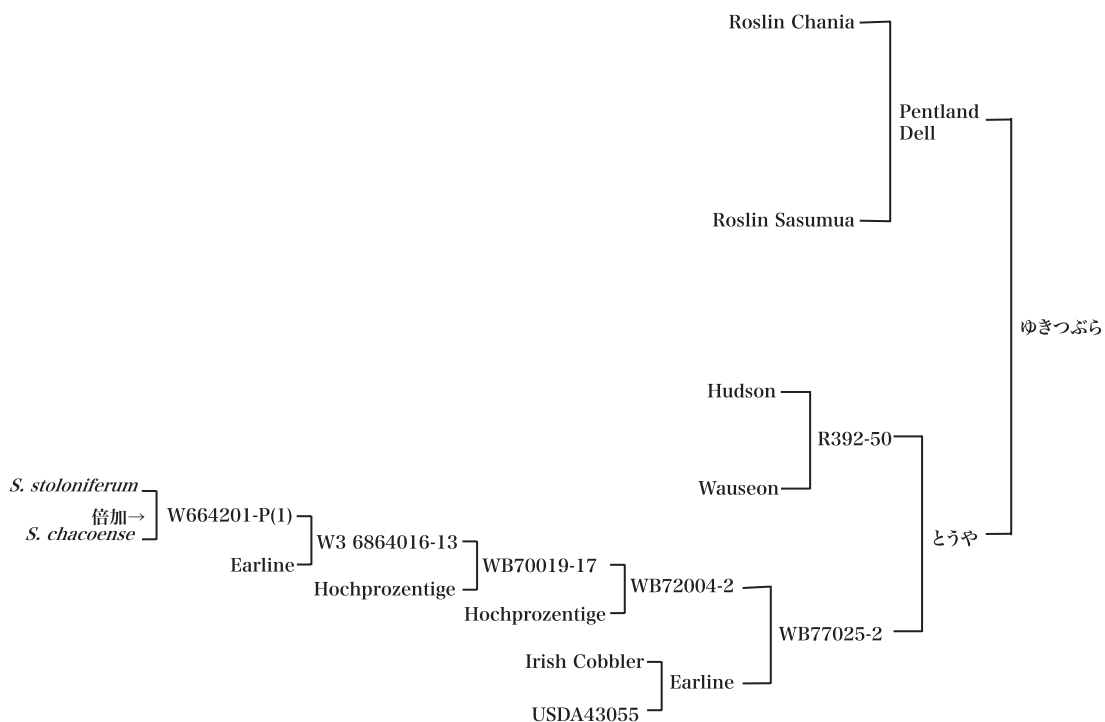 Roslin Chania
Pentland
Dell
Roslin Sasumua
ゆきつぶら
Hudson
R392-50
Wauseon
S. stoloniferum
倍加→
S. chacoense
W664201-P(1)
Earline
W3 6864016-13
Hochprozentige
WB70019-17
Hochprozentige
WB72004-2
とうや
WB77025-2
Irish Cobbler
Earline
USDA43055